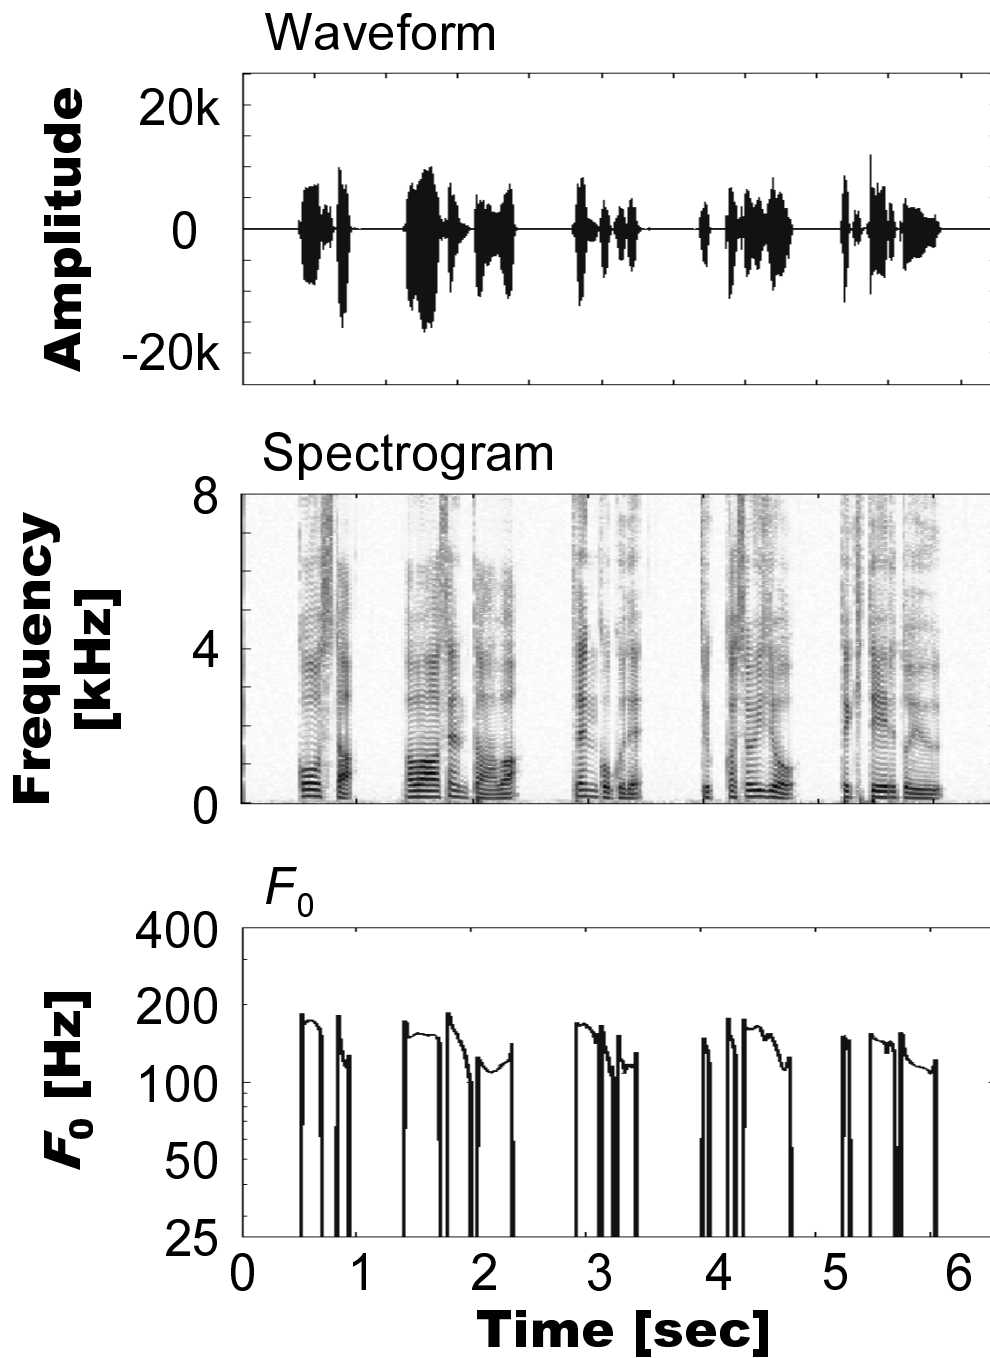 Waveform
Amplitude
20k
0
-20k
Spectrogram
Frequency
[kHz]
8
4
0
F0
F0 [Hz]
400
200
100
50
25
0 1 2 3 4 5 6
Time [sec]